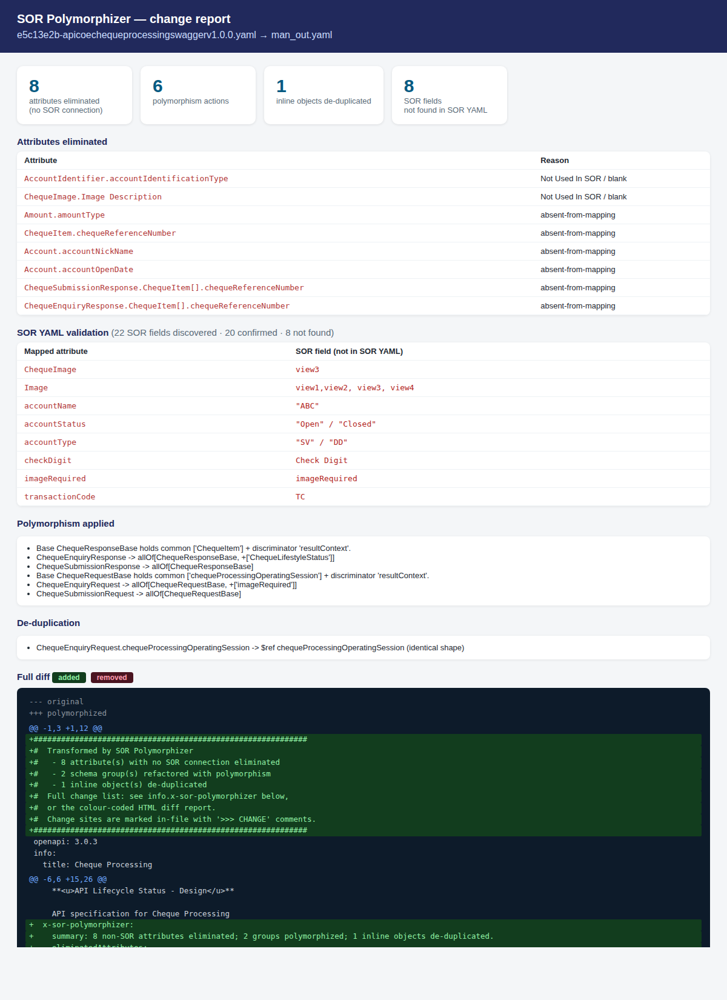 SOR Polymorphizer — change report
e5c13e2b-apicoechequeprocessingswaggerv1.0.0.yaml → man_out.yaml
8
attributes eliminated
(no SOR connection)
6
polymorphism actions
1
inline objects de-duplicated
8
SOR fields
not found in SOR YAML
Attributes eliminated
Attribute Reason
AccountIdentifier.accountIdentificationType Not Used In SOR / blank
ChequeImage.Image Description Not Used In SOR / blank
Amount.amountType absent-from-mapping
ChequeItem.chequeReferenceNumber absent-from-mapping
Account.accountNickName absent-from-mapping
Account.accountOpenDate absent-from-mapping
ChequeSubmissionResponse.ChequeItem[].chequeReferenceNumber absent-from-mapping
ChequeEnquiryResponse.ChequeItem[].chequeReferenceNumber absent-from-mapping
SOR YAML validation (22 SOR fields discovered · 20 confirmed · 8 not found)
Mapped attribute SOR field (not in SOR YAML)
ChequeImage view3
Image view1,view2, view3, view4
accountName "ABC"
accountStatus "Open" / "Closed"
accountType "SV" / "DD"
checkDigit Check Digit
imageRequired imageRequired
transactionCode TC
Polymorphism applied
• Base ChequeResponseBase holds common ['ChequeItem'] + discriminator 'resultContext'.
• ChequeEnquiryResponse -> allOf[ChequeResponseBase, +['ChequeLifestyleStatus']]
• ChequeSubmissionResponse -> allOf[ChequeResponseBase]
• Base ChequeRequestBase holds common ['chequeProcessingOperatingSession'] + discriminator 'resultContext'.
• ChequeEnquiryRequest -> allOf[ChequeRequestBase, +['imageRequired']]
• ChequeSubmissionRequest -> allOf[ChequeRequestBase]
De-duplication
• ChequeEnquiryRequest.chequeProcessingOperatingSession -> $ref chequeProcessingOperatingSession (identical shape)
Full diff added removed
--- original
+++ polymorphized
@@ -1,3 +1,12 @@
+############################################################
+#  Transformed by SOR Polymorphizer
+#   - 8 attribute(s) with no SOR connection eliminated
+#   - 2 schema group(s) refactored with polymorphism
+#   - 1 inline object(s) de-duplicated
+#  Full change list: see info.x-sor-polymorphizer below,
+#  or the colour-coded HTML diff report.
+#  Change sites are marked in-file with '>>> CHANGE' comments.
+############################################################
openapi: 3.0.3
info:
title: Cheque Processing
@@ -6,6 +15,26 @@
**<u>API Lifecycle Status - Design</u>**
API specification for Cheque Processing
+  x-sor-polymorphizer:
+    summary: 8 non-SOR attributes eliminated; 2 groups polymorphized; 1 inline objects de-duplicated.
+    eliminatedAttributes: